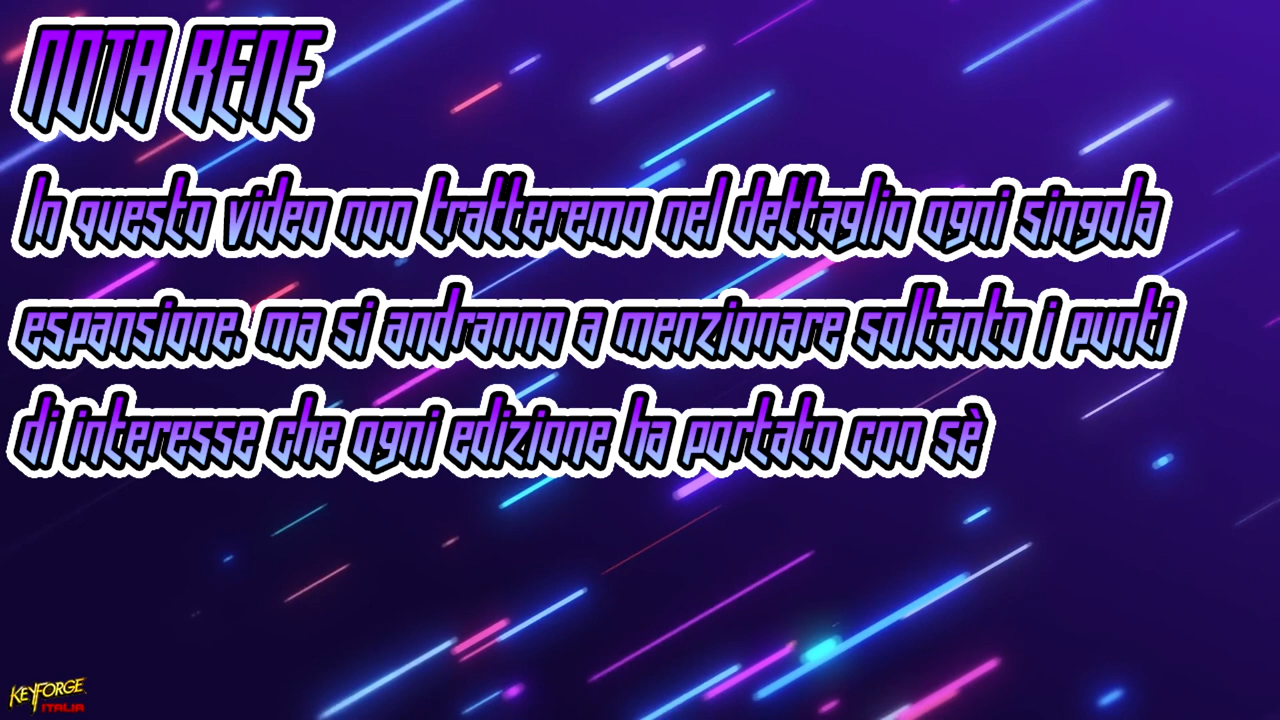 NOTA BENE
In questo video non tratteremo nel dettaglio ogni singola
espansione, ma si andranno a menzionare soltanto i punti
di interesse che ogni edizione ha portato con sè
KEYFORGE
ITALIA